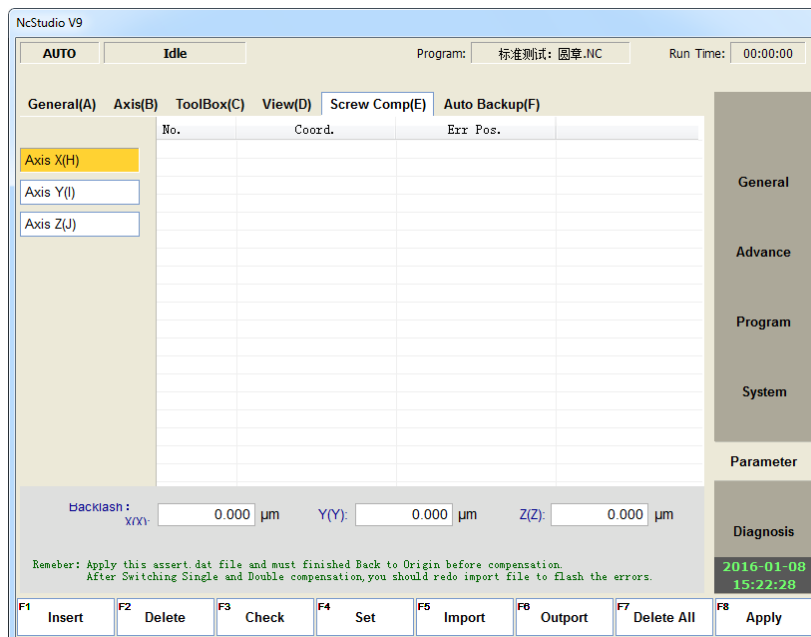 NcStudio V9
AUTO Idle Program: 标准测试：圆章.NC Run Time: 00:00:00
General(A) Axis(B) ToolBox(C) View(D) Screw Comp(E) Auto Backup(F)
No. Coord. Err Pos.
Axis X(H)
Axis Y(I)
Axis Z(J)
General
Advance
Program
System
Parameter
Diagnosis
Backlash:
X(X): 0.000 μm Y(Y): 0.000 μm Z(Z): 0.000 μm
Remeber: Apply this assert.dat file and must finished Back to Origin before compensation.
After Switching Single and Double compensation,you should redo import file to flash the errors.
2016-01-08
15:22:28
F1 Insert F2 Delete F3 Check F4 Set F5 Import F6 Outport F7 Delete All F8 Apply